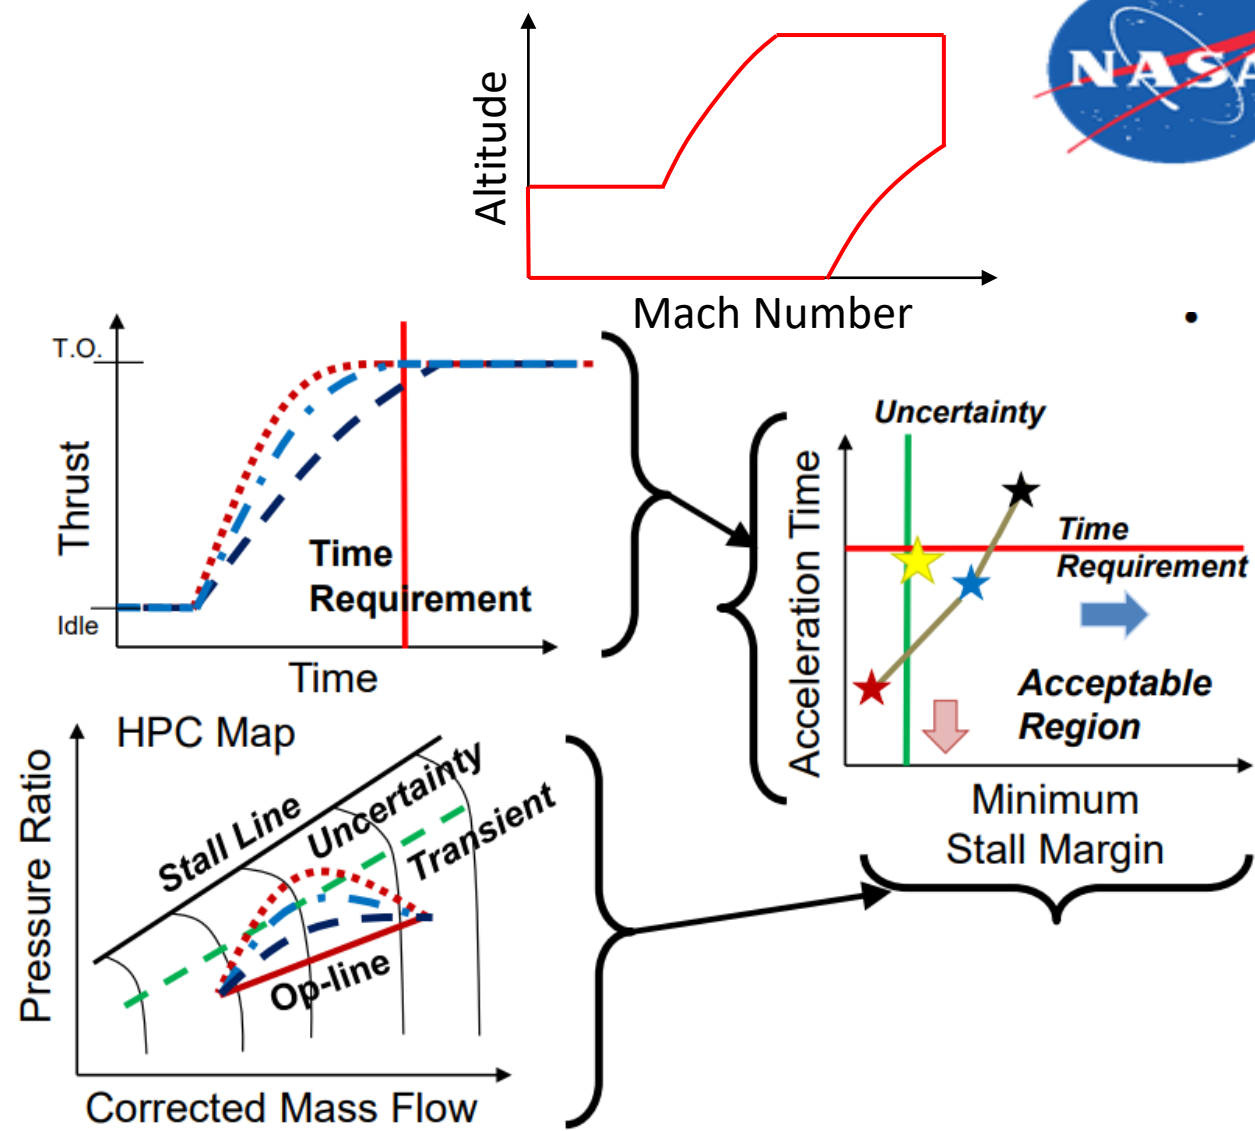 NASA
Altitude
Mach Number
•
T.O.
Thrust
Idle
Time
Requirement
Time
Uncertainty
Acceleration Time
Time
Requirement
Acceptable
Region
Minimum
Stall Margin
HPC Map
Pressure Ratio
Stall Line
Uncertainty
Transient
Op-line
Corrected Mass Flow